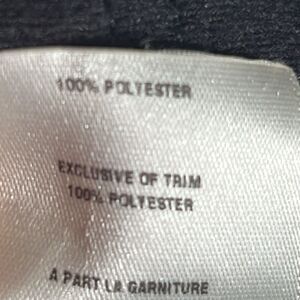 100% POLYESTER
EXCLUSIVE OF TRIM
100% POLYESTER
A PART LA GARNITURE